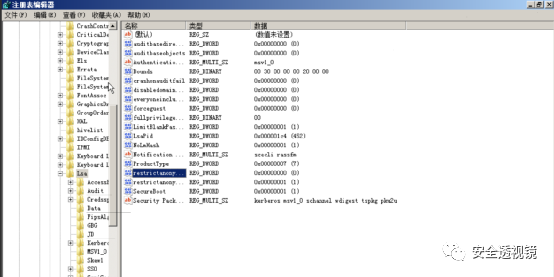 注册表编辑器
文件(F) 编辑(E) 查看(V) 收藏夹(A) 帮助(H)
CrashContr
CriticalDe
Cryptograp
DeviceClas
Els
Errata
FileSystem
FileSystem
FontAssoc
GraphicsDr
GroupOrder
HAL
hivelist
IDConfigDB
IPMI
Keyboard L
Keyboard L
Lsa
AccessP
Audit
Credssp
Data
FipsAlg
GBG
JD
Kerbero
MSV1_0
Skew1
SSO
名称 类型 数据
(默认) REG_SZ (数值未设置)
auditbasedire... REG_DWORD 0x00000000 (0)
auditbaseobjects REG_DWORD 0x00000000 (0)
Authenticatio... REG_MULTI_SZ msv1_0
Bounds REG_BINARY 00 30 00 00 00 20 00 00
crashonauditfail REG_DWORD 0x00000000 (0)
disabledomain... REG_DWORD 0x00000000 (0)
everyoneinclu... REG_DWORD 0x00000000 (0)
forceguest REG_DWORD 0x00000000 (0)
fullprivilege... REG_BINARY 00
LimitBlankPas... REG_DWORD 0x00000001 (1)
LsaPid REG_DWORD 0x000001c4 (452)
NoLmHash REG_DWORD 0x00000001 (1)
Notification ... REG_MULTI_SZ scecli rassfm
ProductType REG_DWORD 0x00000007 (7)
restrictanony... REG_DWORD 0x00000000 (0)
restrictanony... REG_DWORD 0x00000001 (1)
SecureBoot REG_DWORD 0x00000001 (1)
Security Pack... REG_MULTI_SZ kerberos msv1_0 schannel wdigest tspkg pku2u
安全透视镜